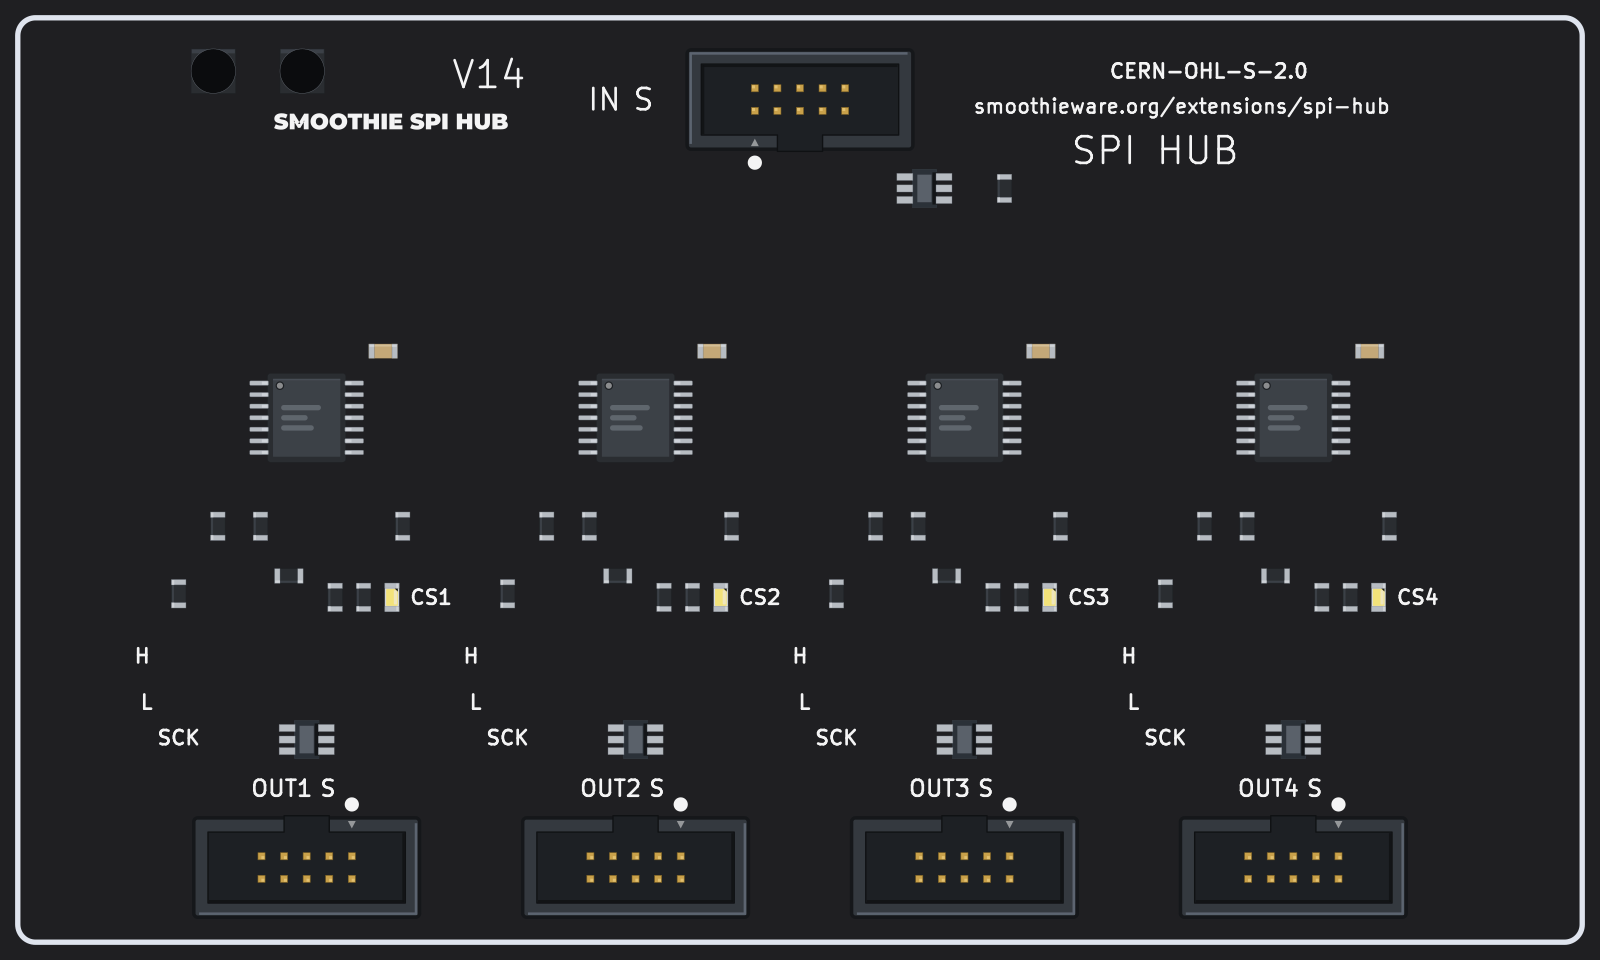 V14
IN S
CERN-OHL-S-2.0
smoothieware.org/extensions/spi-hub
SMOOTHIE SPI HUB
SPI HUB
CS1
CS2
CS3
CS4
H
H
H
H
L
L
L
L
SCK
SCK
SCK
SCK
OUT1 S
OUT2 S
OUT3 S
OUT4 S